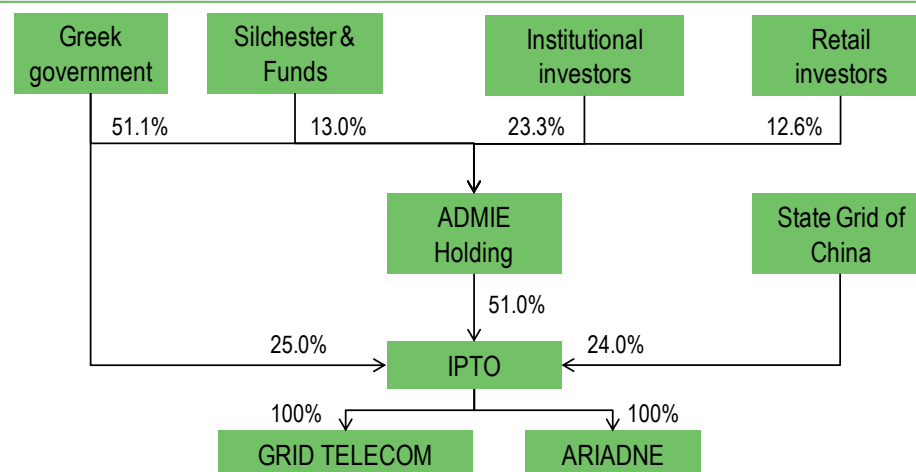 Greek
government
Silchester &
Funds
Institutional
investors
Retail
investors
51.1%
13.0%
23.3%
12.6%
ADMIE
Holding
State Grid of
China
51.0%
25.0%
24.0%
IPTO
100%
100%
GRID TELECOM
ARIADNE